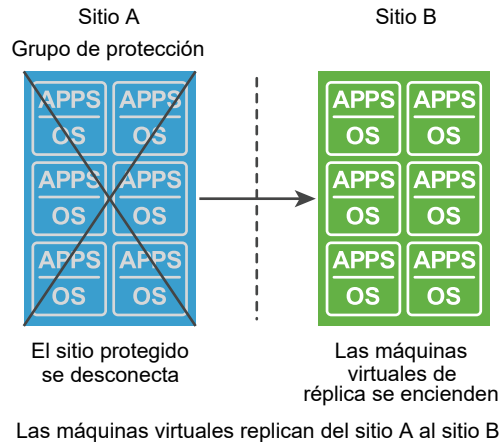 Sitio A
Sitio B
Grupo de protección
APPS APPS
OS OS
APPS APPS
OS OS
APPS APPS
OS OS
APPS APPS
OS OS
APPS APPS
OS OS
APPS APPS
OS OS
El sitio protegido
se desconecta
Las máquinas
virtuales de
réplica se encienden
Las máquinas virtuales replican del sitio A al sitio B